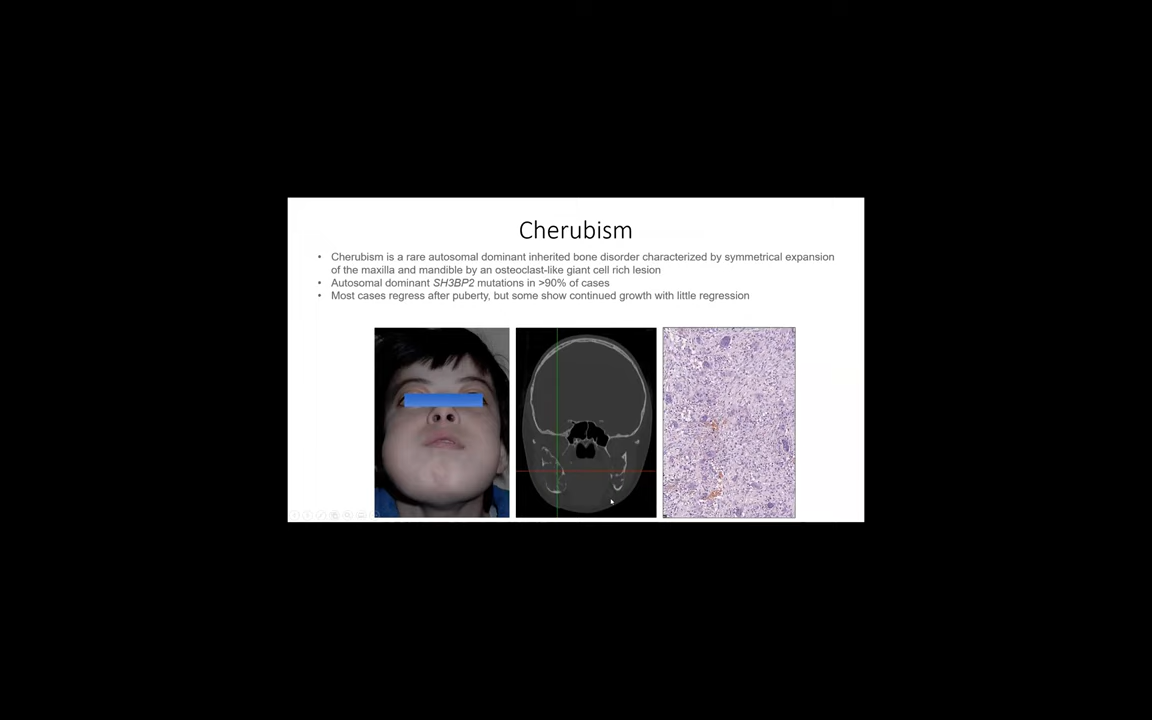 Cherubism
• Cherubism is a rare autosomal dominant inherited bone disorder characterized by symmetrical expansion
of the maxilla and mandible by an osteoclast-like giant cell rich lesion
• Autosomal dominant SH3BP2 mutations in >90% of cases
• Most cases regress after puberty, but some show continued growth with little regression